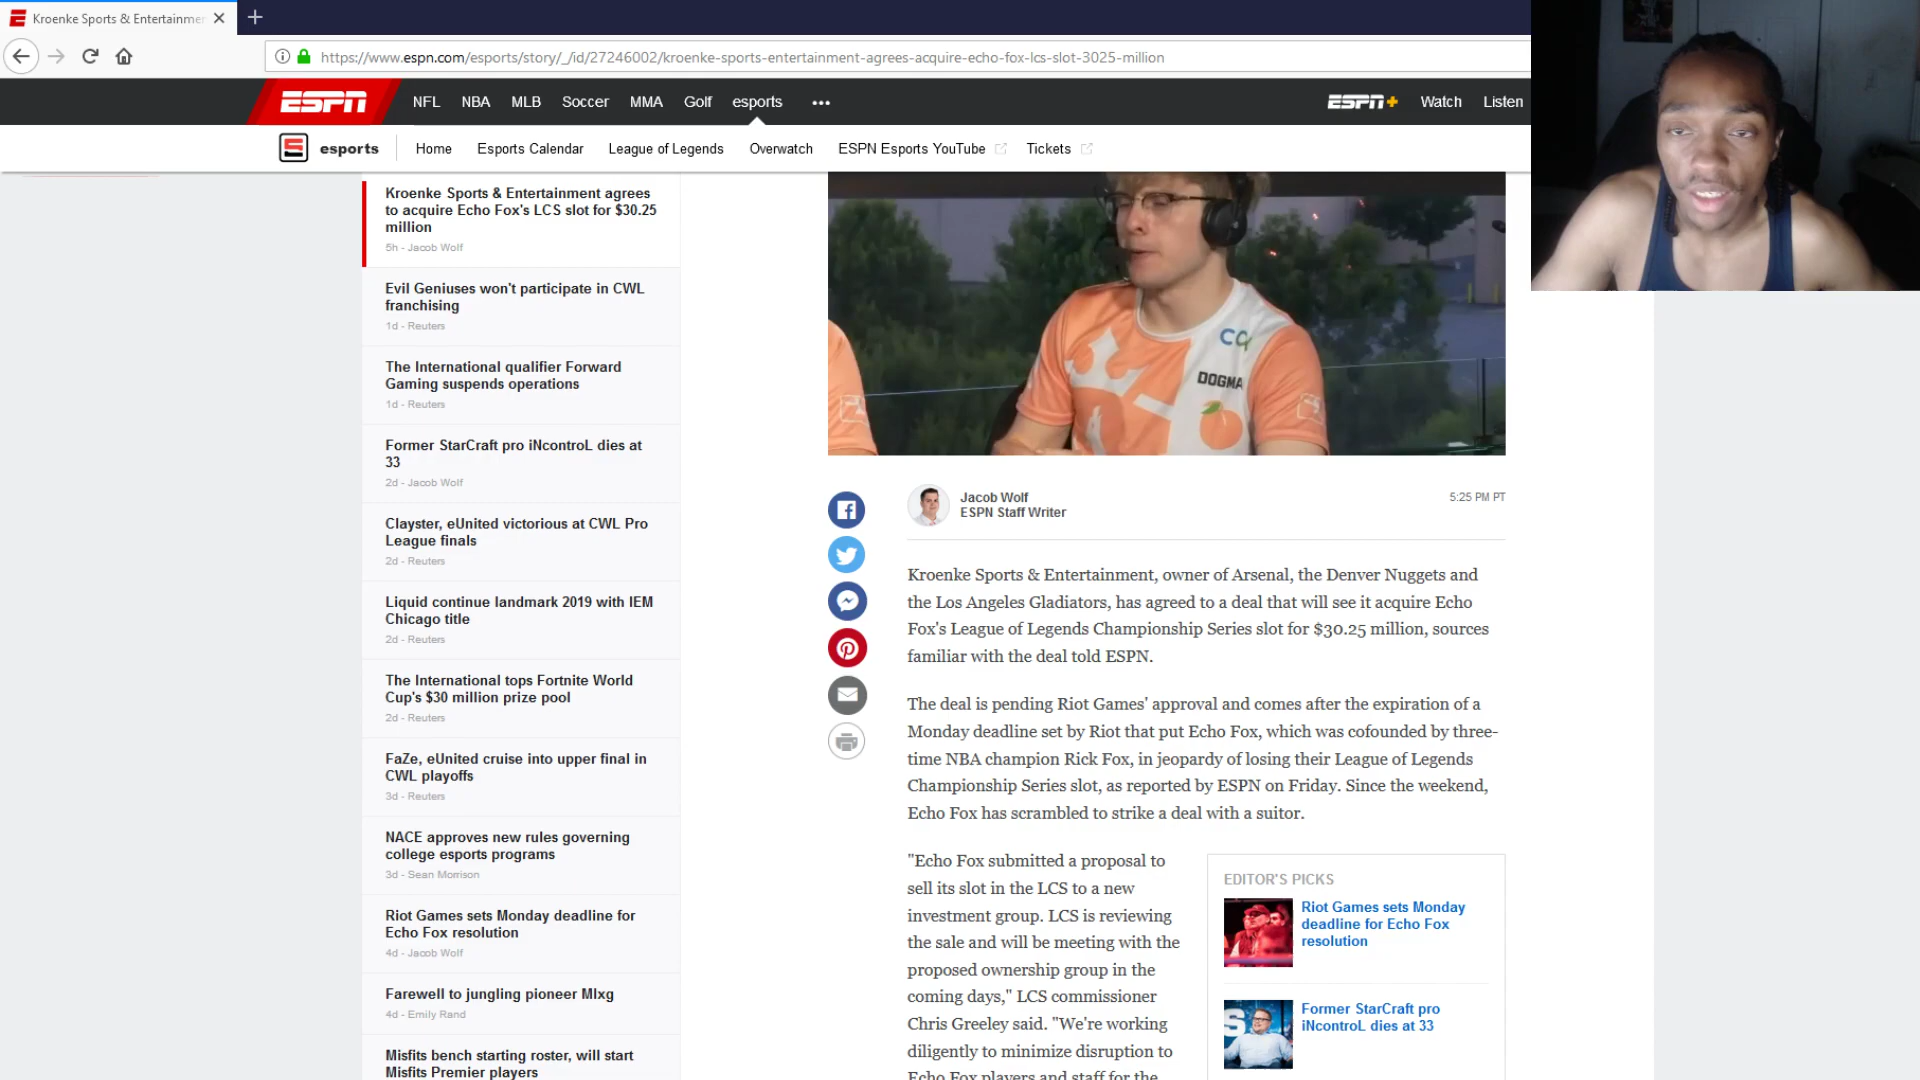 Kroenke Sports & Entertainmen
https://www.espn.com/esports/story/_/id/27246002/kroenke-sports-entertainment-agrees-acquire-echo-fox-lcs-slot-3025-million
ESPN
NFL
NBA
MLB
Soccer
MMA
Golf
esports
ESPN+
Watch
Listen
esports
Home
Esports Calendar
League of Legends
Overwatch
ESPN Esports YouTube
Tickets
Kroenke Sports & Entertainment agrees
to acquire Echo Fox's LCS slot for $30.25
million
5h - Jacob Wolf
Evil Geniuses won't participate in CWL
franchising
1d - Reuters
The International qualifier Forward
Gaming suspends operations
1d - Reuters
Former StarCraft pro iNcontroL dies at
33
2d - Jacob Wolf
Clayster, eUnited victorious at CWL Pro
League finals
2d - Reuters
Liquid continue landmark 2019 with IEM
Chicago title
2d - Reuters
The International tops Fortnite World
Cup's $30 million prize pool
2d - Reuters
FaZe, eUnited cruise into upper final in
CWL playoffs
3d - Reuters
NACE approves new rules governing
college esports programs
3d - Sean Morrison
Riot Games sets Monday deadline for
Echo Fox resolution
4d - Jacob Wolf
Farewell to jungling pioneer Mlxg
4d - Emily Rand
Misfits bench starting roster, will start
Misfits Premier players
CG
DOGMA
Jacob Wolf
ESPN Staff Writer
5:25 PM PT
Kroenke Sports & Entertainment, owner of Arsenal, the Denver Nuggets and
the Los Angeles Gladiators, has agreed to a deal that will see it acquire Echo
Fox's League of Legends Championship Series slot for $30.25 million, sources
familiar with the deal told ESPN.
The deal is pending Riot Games' approval and comes after the expiration of a
Monday deadline set by Riot that put Echo Fox, which was cofounded by three-
time NBA champion Rick Fox, in jeopardy of losing their League of Legends
Championship Series slot, as reported by ESPN on Friday. Since the weekend,
Echo Fox has scrambled to strike a deal with a suitor.
"Echo Fox submitted a proposal to
sell its slot in the LCS to a new
investment group. LCS is reviewing
the sale and will be meeting with the
proposed ownership group in the
coming days," LCS commissioner
Chris Greeley said. "We're working
diligently to minimize disruption to
Echo Fox players and staff for the
EDITOR'S PICKS
Riot Games sets Monday
deadline for Echo Fox
resolution
Former StarCraft pro
iNcontroL dies at 33